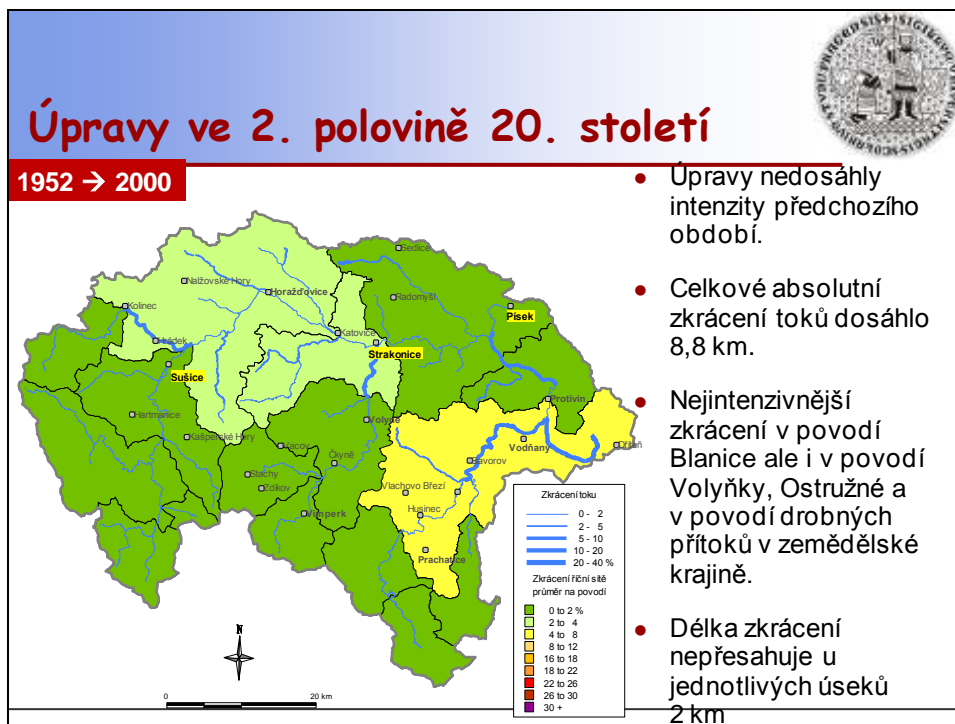 Úpravy ve 2. polovině 20. století
1952 → 2000
• Úpravy nedosáhly
intenzity předchozího
období.
• Celkové absolutní
zkrácení toků dosáhlo
8,8 km.
• Nejintenzivnější
zkrácení v povodí
Blanice ale i v povodí
Volyňky, Ostružné a
v povodí drobných
přítoků v zemědělské
krajině.
• Délka zkrácení
nepřesahuje u
jednotlivých úseků
2 km
Sedlice
Nalžovské Hory
Horažďovice
Radomyšl
Kolinec
Písek
Hrádek
Katovice
Strakonice
Sušice
Hartmanice
Volyně
Protivín
Kašperské Hory
Vacov
Vodňany
Dříteň
Čkyně
Bavorov
Stachy
Zdíkov
Vlachovo Březí
Husinec
Vimperk
Prachatice
N
0 20 km
Zkrácení toku
0 - 2
2 - 5
5 - 10
10 - 20
20 - 40 %
Zkrácení říční sítě
průměr na povodí
0 to 2 %
2 to 4
4 to 8
8 to 12
16 to 18
18 to 22
22 to 26
26 to 30
30 +